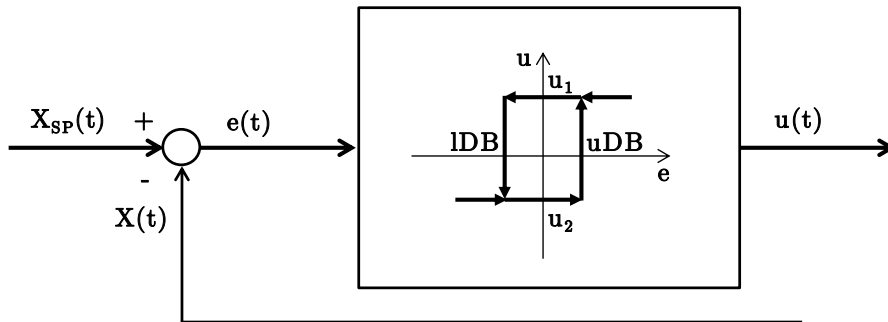 X_SP(t)
+
e(t)
-
X(t)
u
u₁
lDB
uDB
e
u₂
u(t)